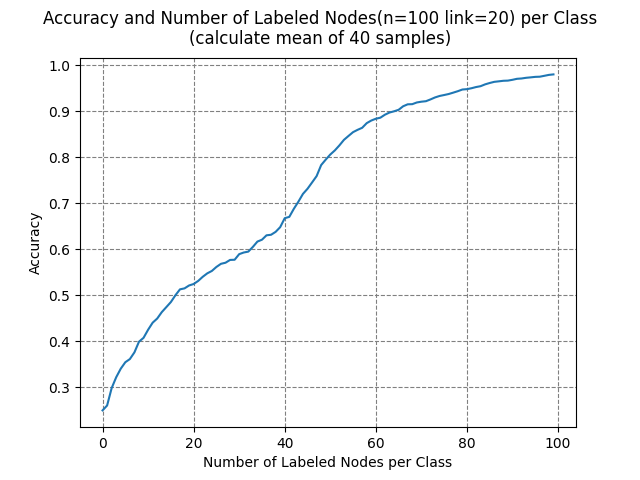 Accuracy and Number of Labeled Nodes(n=100 link=20) per Class
(calculate mean of 40 samples)
1.0
0.9
0.8
0.7
0.6
0.5
0.4
0.3
Accuracy
0 20 40 60 80 100
Number of Labeled Nodes per Class